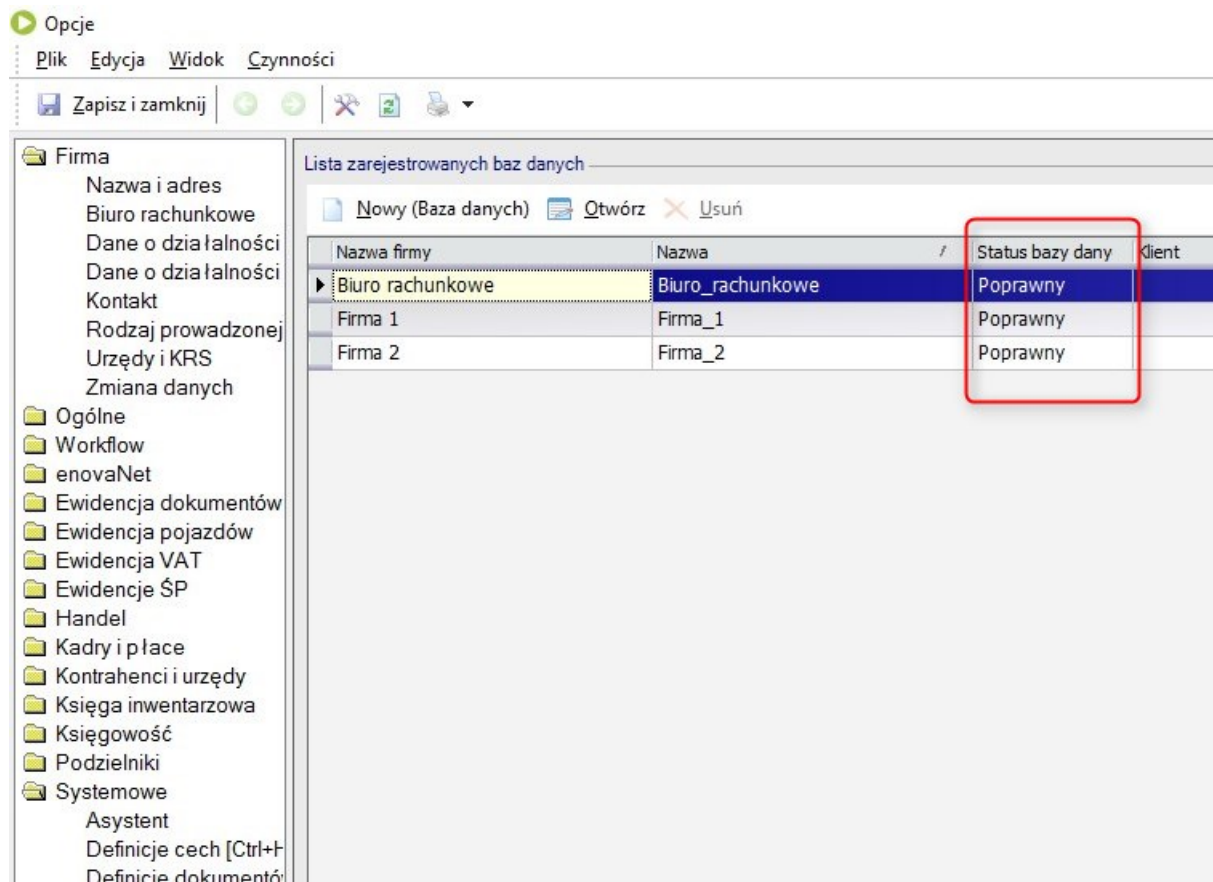 Opcje
Plik Edycja Widok Czynności
Zapisz i zamknij
Firma
Nazwa i adres
Biuro rachunkowe
Dane o działalności
Dane o działalności
Kontakt
Rodzaj prowadzonej
Urzędy i KRS
Zmiana danych
Ogólne
Workflow
enovaNet
Ewidencja dokumentów
Ewidencja pojazdów
Ewidencja VAT
Ewidencje ŚP
Handel
Kadry i płace
Kontrahenci i urzędy
Księga inwentarzowa
Księgowość
Podzielniki
Systemowe
Asystent
Definicje cech [Ctrl+H
Definicje dokumentów
Lista zarejestrowanych baz danych
Nowy (Baza danych) Otwórz Usuń
Nazwa firmy Nazwa / Status bazy dany Klient
Biuro rachunkowe Biuro_rachunkowe Poprawny
Firma 1 Firma_1 Poprawny
Firma 2 Firma_2 Poprawny